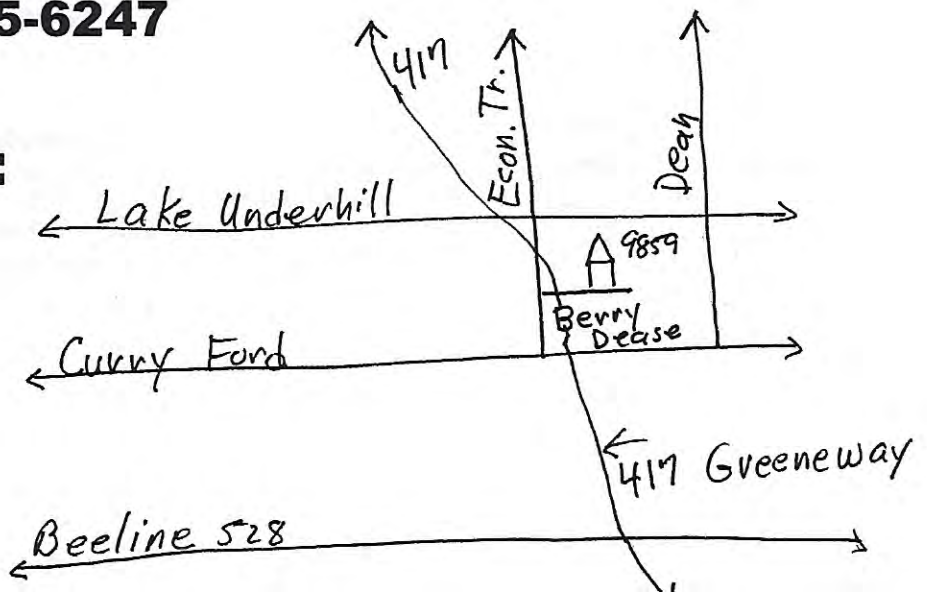 5-6247
:
417
Econ. Tr.
Dean
Lake Underhill
9859
Berry
Dease
Curry Ford
417 Greeneway
Beeline 528